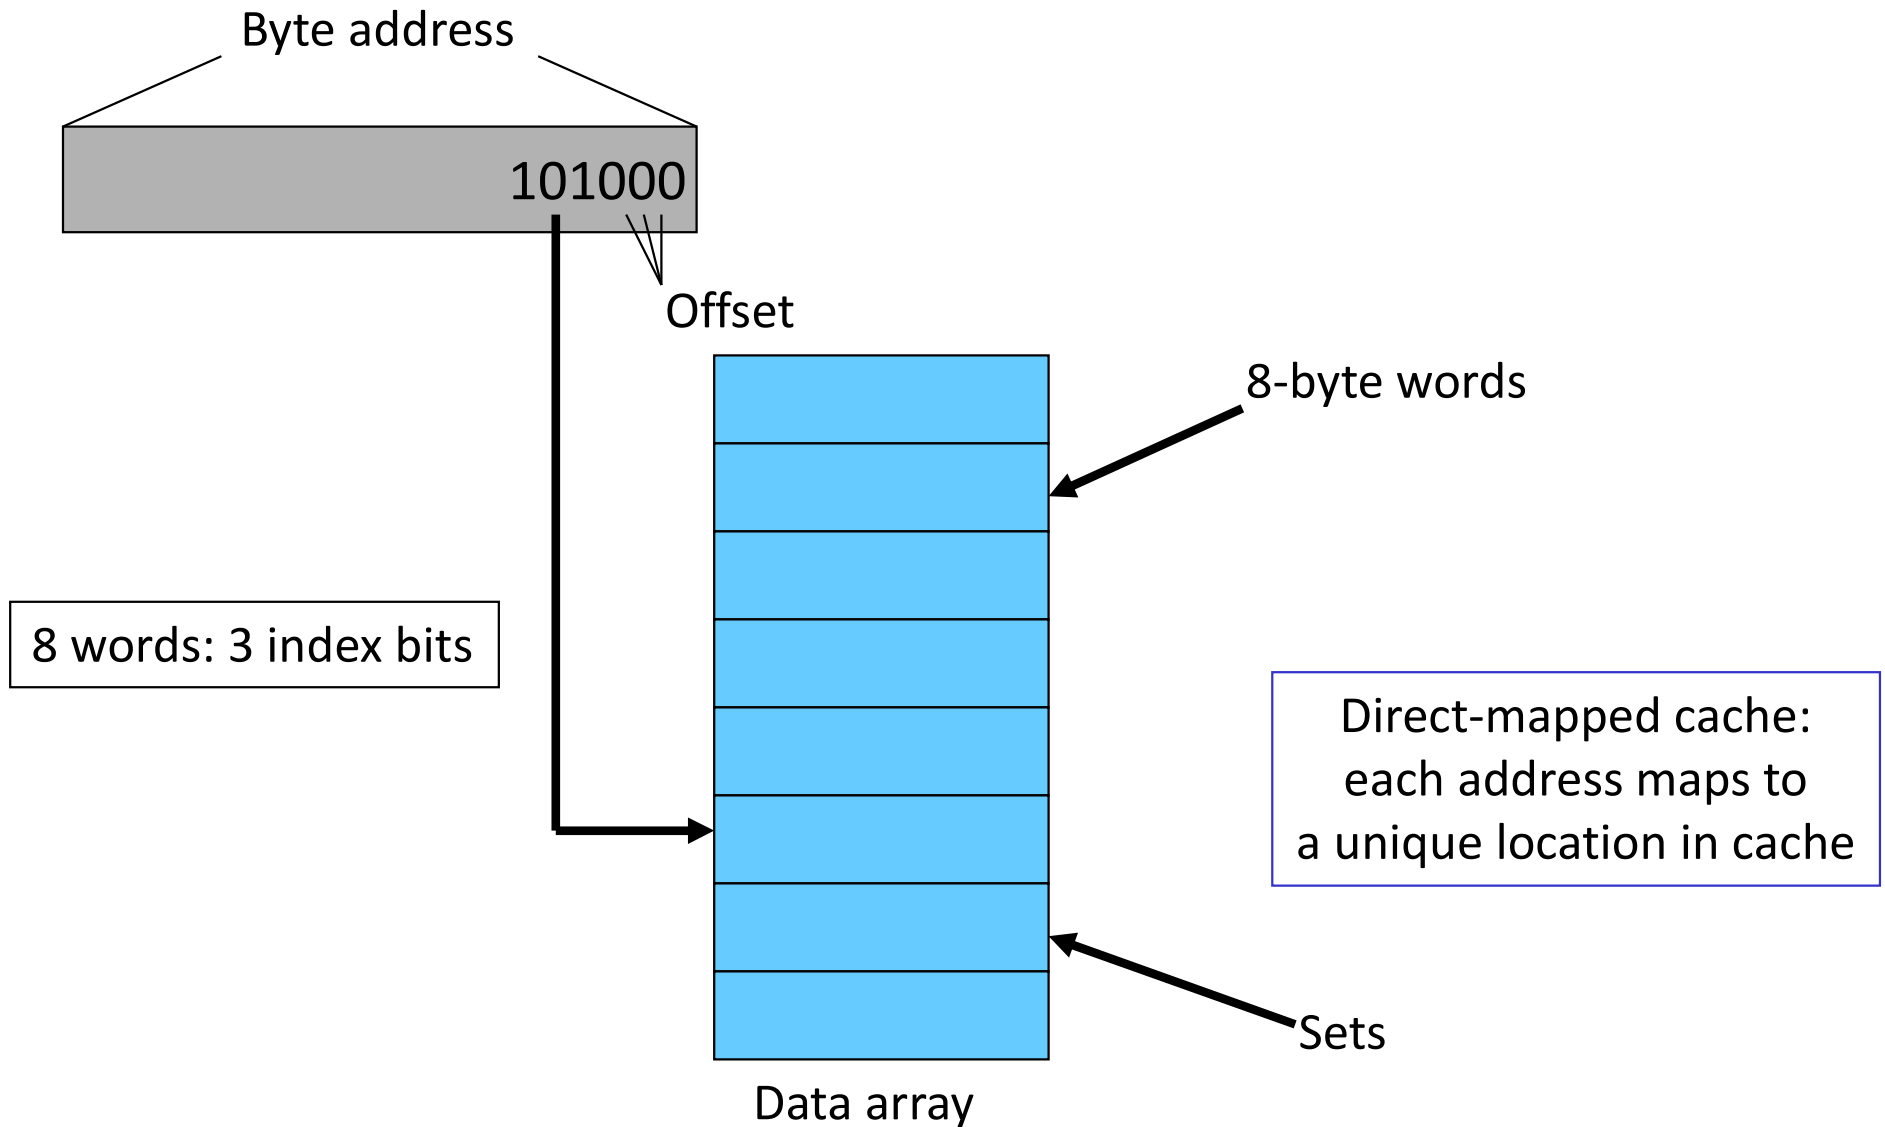 Byte address
101000
Offset
8-byte words
8 words: 3 index bits
Direct-mapped cache:
each address maps to
a unique location in cache
Sets
Data array